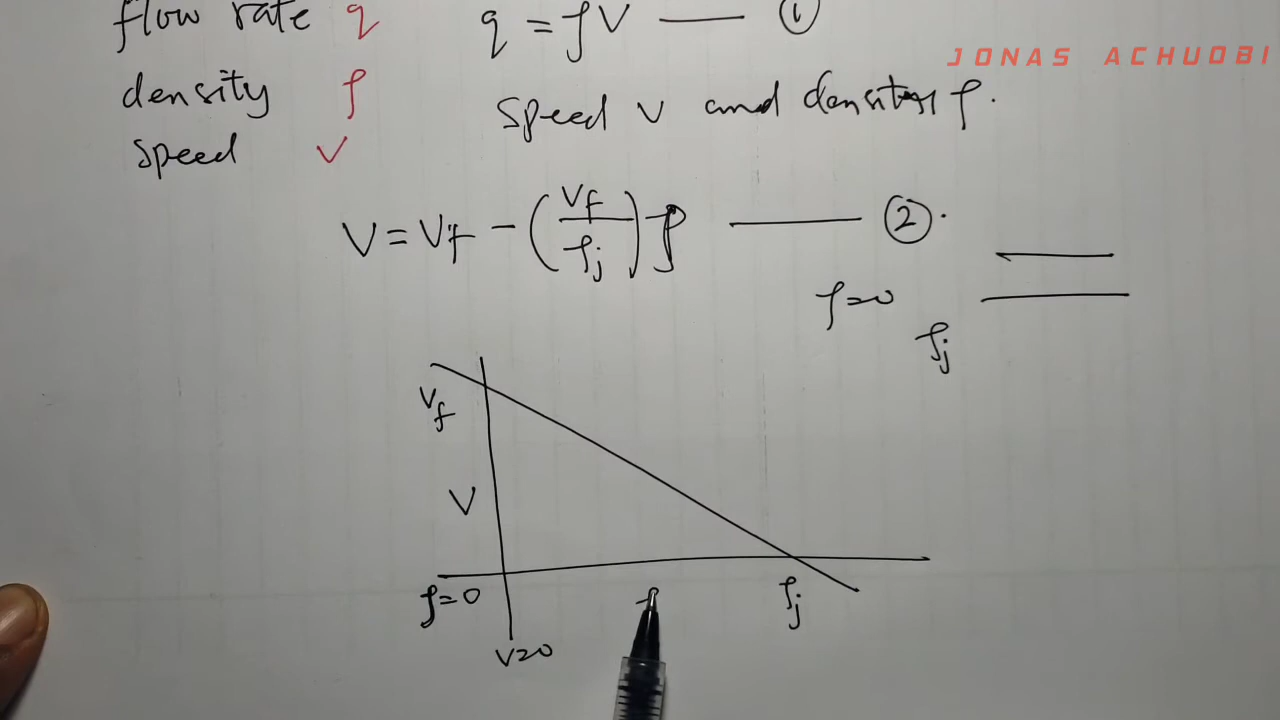 flow rate q
q = ρV —— ①
JONAS ACHUOBI
density ρ
speed v and density ρ.
speed v
V = Vf - (Vf/ρj) ρ —— ②.
ρ=0
ρj
Vf
V
ρ=0
ρ
ρj
V=0